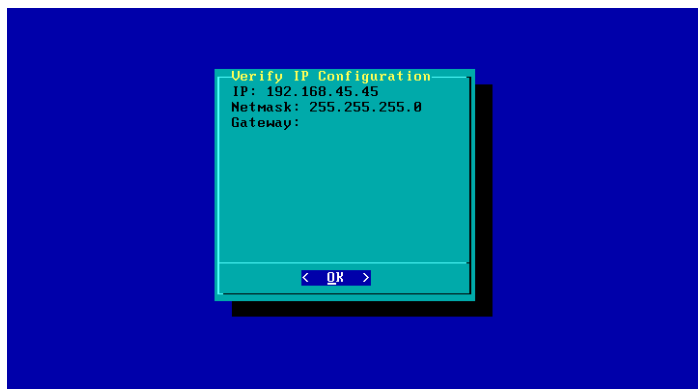 Verify IP Configuration
IP: 192.168.45.45
Netmask: 255.255.255.0
Gateway:
< OK >